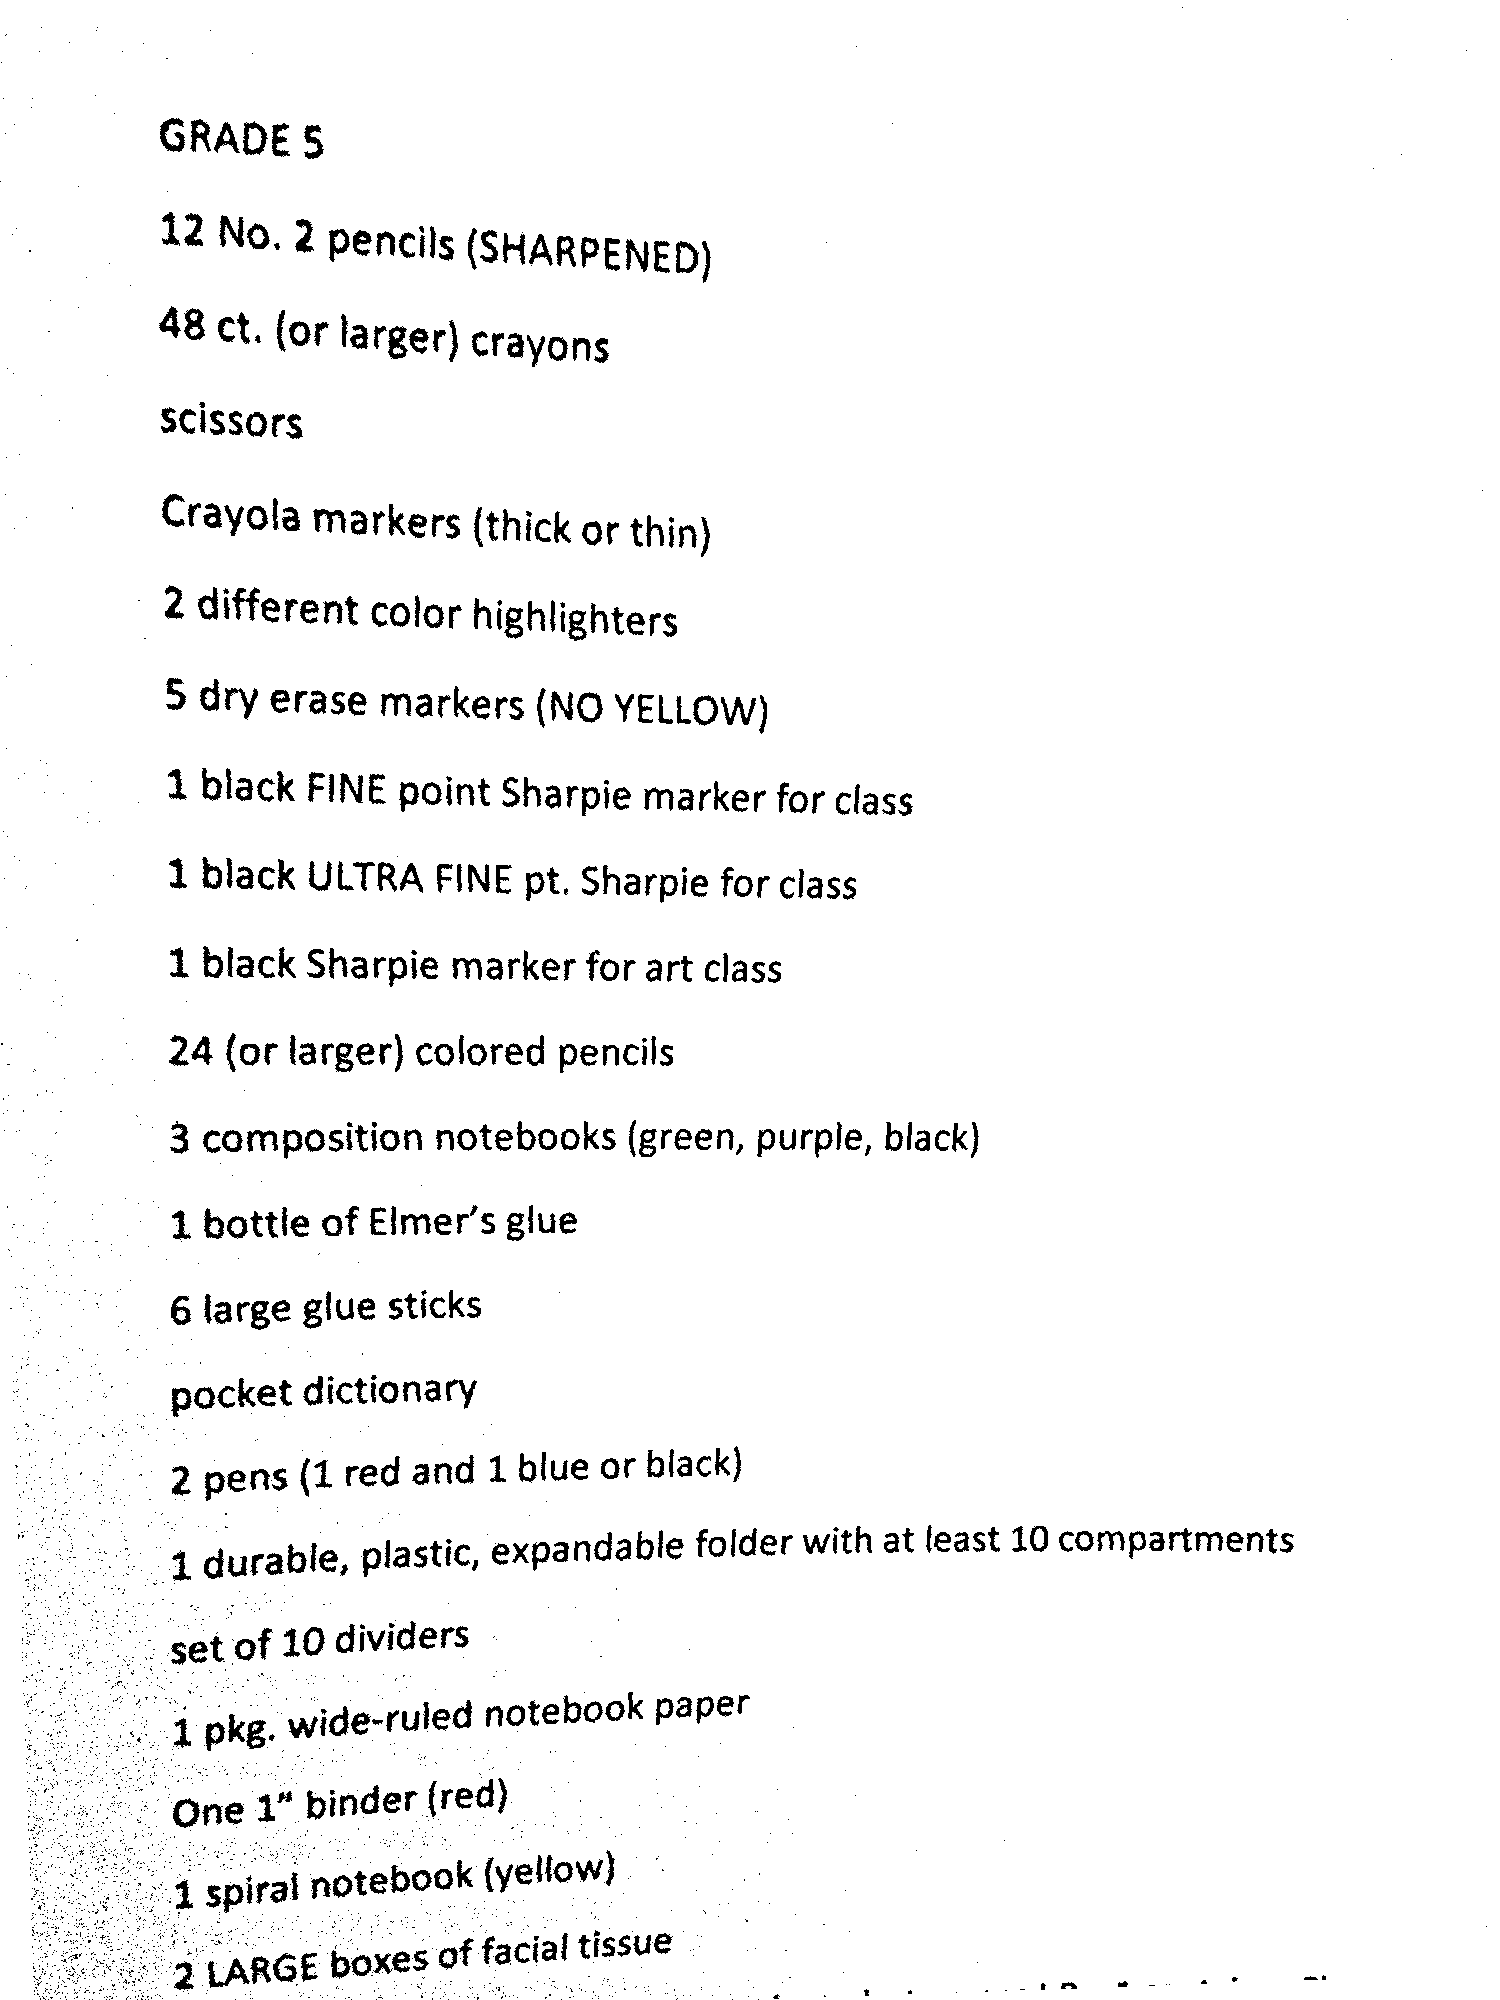 GRADE 5
12 No. 2 pencils (SHARPENED)
48 ct. (or larger) crayons
scissors
Crayola markers (thick or thin)
2 different color highlighters
5 dry erase markers (NO YELLOW)
1 black FINE point Sharpie marker for class
1 black ULTRA FINE pt. Sharpie for class
1 black Sharpie marker for art class
24 (or larger) colored pencils
3 composition notebooks (green, purple, black)
1 bottle of Elmer's glue
6 large glue sticks
pocket dictionary
2 pens (1 red and 1 blue or black)
1 durable, plastic, expandable folder with at least 10 compartments
set of 10 dividers
1 pkg. wide-ruled notebook paper
One 1" binder (red)
1 spiral notebook (yellow)
2 LARGE boxes of facial tissue